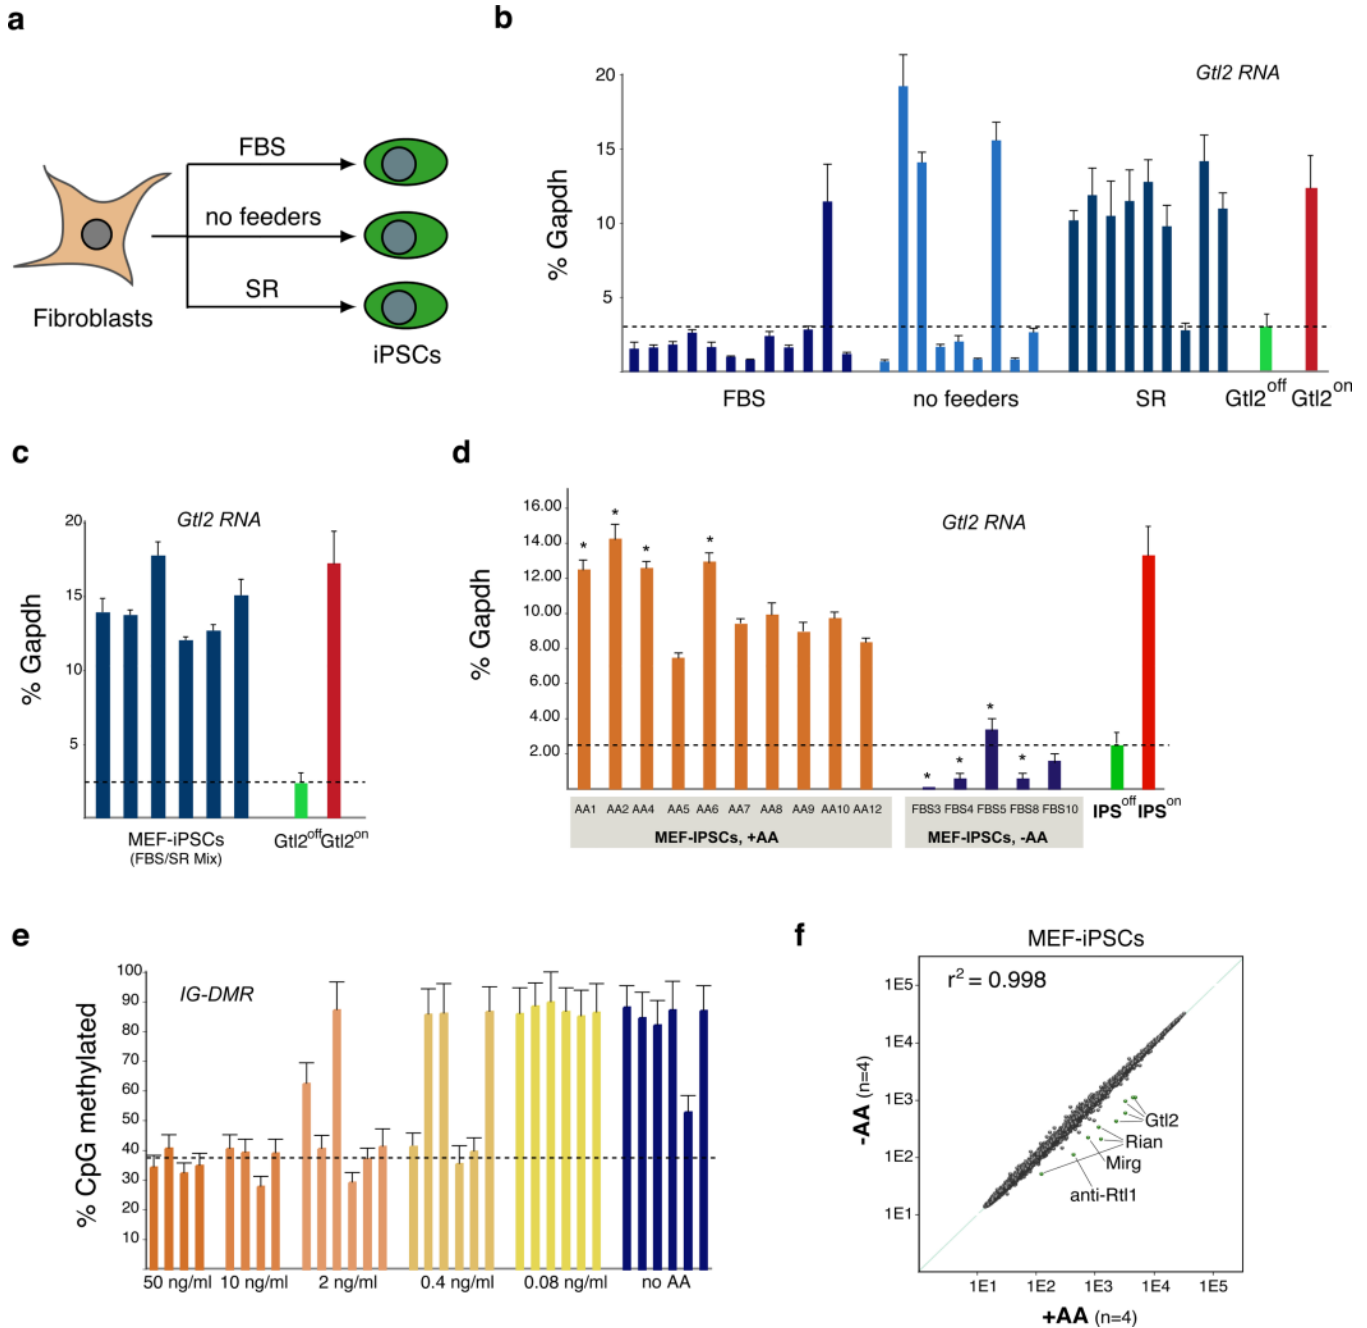 a
FBS
no feeders
SR
Fibroblasts
iPSCs
b
Gtl2 RNA
% Gapdh
20
15
10
5
FBS
no feeders
SR
Gtl2off Gtl2on
c
Gtl2 RNA
% Gapdh
20
15
10
5
MEF-iPSCs
(FBS/SR Mix)
Gtl2off Gtl2on
d
Gtl2 RNA
% Gapdh
16.00
14.00
12.00
10.00
8.00
6.00
4.00
2.00
* * * *
* * * *
AA1 AA2 AA4 AA5 AA6 AA7 AA8 AA9 AA10 AA12
MEF-IPSCs, +AA
FBS3 FBS4 FBS5 FBS8 FBS10
MEF-IPSCs, -AA
IPSoff IPSon
e
IG-DMR
% CpG methylated
100
90
80
70
60
50
40
30
20
10
50 ng/ml 10 ng/ml 2 ng/ml 0.4 ng/ml 0.08 ng/ml no AA
f
MEF-iPSCs
r2 = 0.998
-AA (n=4)
1E5
1E4
1E3
1E2
1E1
Gtl2
Rian
Mirg
anti-Rtl1
1E1 1E2 1E3 1E4 1E5
+AA (n=4)